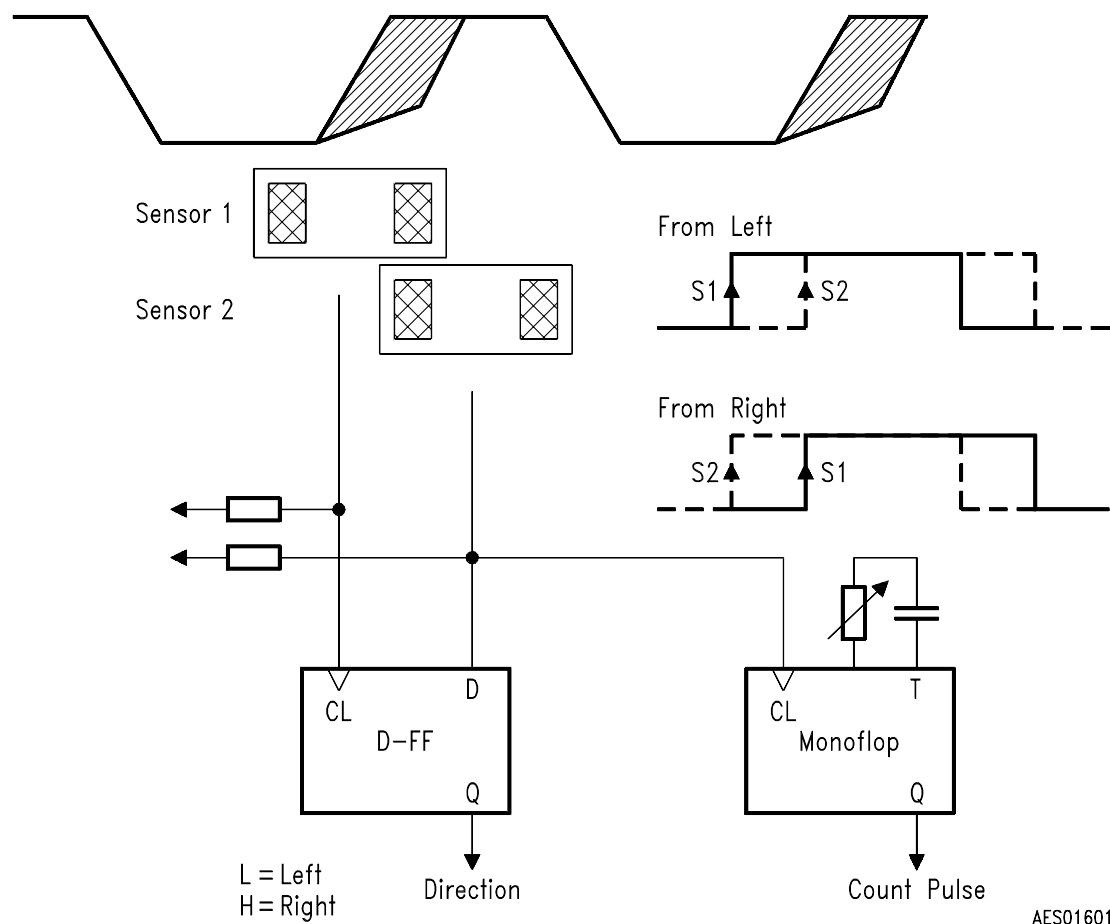 Sensor 1
Sensor 2
From Left
S1
S2
From Right
S2
S1
CL
D
D-FF
Q
CL
T
Monoflop
Q
L = Left
H = Right
Direction
Count Pulse
AES01601